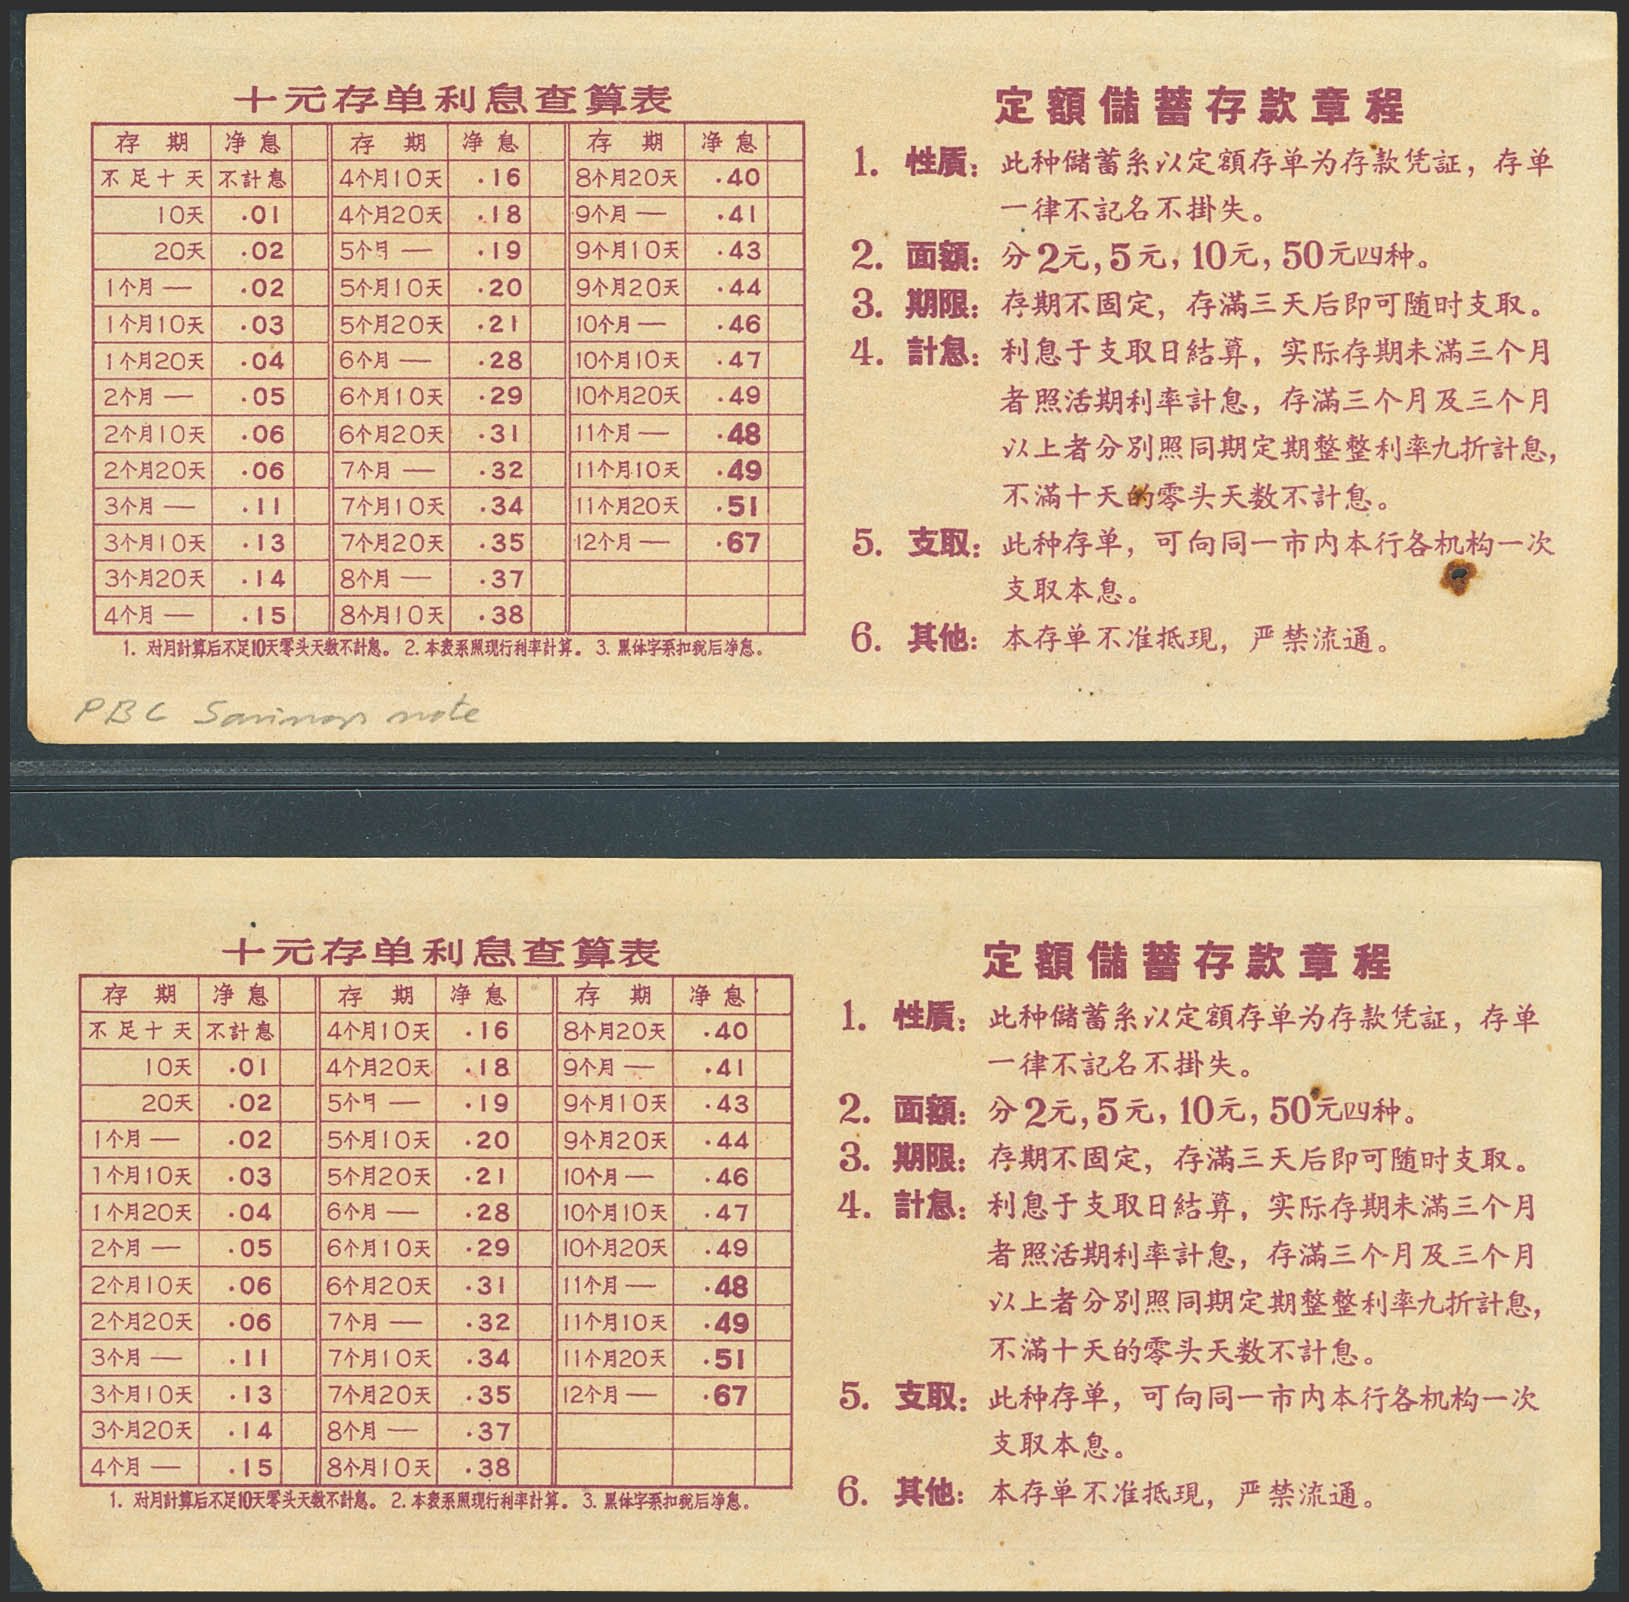 十元存单利息查算表
存期 净息 存期 净息 存期 净息
不足十天 不計息 4个月10天 .16 8个月20天 .40
10天 .01 4个月20天 .18 9个月— .41
20天 .02 5个月— .19 9个月10天 .43
1个月— .02 5个月10天 .20 9个月20天 .44
1个月10天 .03 5个月20天 .21 10个月— .46
1个月20天 .04 6个月— .28 10个月10天 .47
2个月— .05 6个月10天 .29 10个月20天 .49
2个月10天 .06 6个月20天 .31 11个月— .48
2个月20天 .06 7个月— .32 11个月10天 .49
3个月— .11 7个月10天 .34 11个月20天 .51
3个月10天 .13 7个月20天 .35 12个月— .67
3个月20天 .14 8个月— .37
4个月— .15 8个月10天 .38
1. 对月計算后不足10天零头天数不計息。 2.本表系照现行利率計算。 3. 黑体字系扣税后净息。
PBC Savings note
定額儲蓄存款章程
1. 性质：此种儲蓄系以定額存单为存款凭証，存单
一律不記名不掛失。
2. 面額：分2元，5元，10元，50元四种。
3. 期限：存期不固定，存滿三天后即可随时支取。
4. 計息：利息于支取日結算，实际存期未滿三个月
者照活期利率計息，存滿三个月及三个月
以上者分别照同期定期整整利率九折計息，
不滿十天的零头天数不計息。
5. 支取：此种存单，可向同一市内本行各机构一次
支取本息。
6. 其他：本存单不准抵現，严禁流通。
十元存单利息查算表
存期 净息 存期 净息 存期 净息
不足十天 不計息 4个月10天 .16 8个月20天 .40
10天 .01 4个月20天 .18 9个月— .41
20天 .02 5个月— .19 9个月10天 .43
1个月— .02 5个月10天 .20 9个月20天 .44
1个月10天 .03 5个月20天 .21 10个月— .46
1个月20天 .04 6个月— .28 10个月10天 .47
2个月— .05 6个月10天 .29 10个月20天 .49
2个月10天 .06 6个月20天 .31 11个月— .48
2个月20天 .06 7个月— .32 11个月10天 .49
3个月— .11 7个月10天 .34 11个月20天 .51
3个月10天 .13 7个月20天 .35 12个月— .67
3个月20天 .14 8个月— .37
4个月— .15 8个月10天 .38
1. 对月計算后不足10天零头天数不計息。 2.本表系照现行利率計算。 3. 黑体字系扣税后净息。
定額儲蓄存款章程
1. 性质：此种儲蓄系以定額存单为存款凭証，存单
一律不記名不掛失。
2. 面額：分2元，5元，10元，50元四种。
3. 期限：存期不固定，存滿三天后即可随时支取。
4. 計息：利息于支取日結算，实际存期未滿三个月
者照活期利率計息，存滿三个月及三个月
以上者分别照同期定期整整利率九折計息，
不滿十天的零头天数不計息。
5. 支取：此种存单，可向同一市内本行各机构一次
支取本息。
6. 其他：本存单不准抵現，严禁流通。